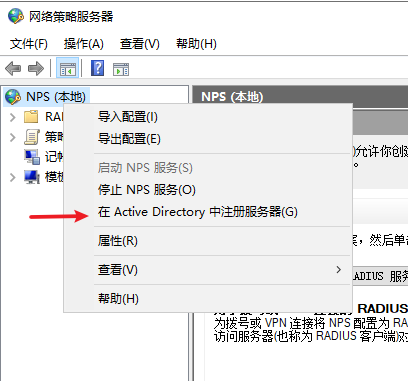 网络策略服务器
文件(F) 操作(A) 查看(V) 帮助(H)
NPS (本地)
NPS (本地)
RA
策略
记帐
模板
导入配置(I)
导出配置(E)
启动 NPS 服务(S)
停止 NPS 服务(O)
在 Active Directory 中注册服务器(G)
属性(R)
查看(V)
帮助(H)
允许你创建
然后单击
RADIUS 服务
RADIUS
为拨号或 VPN 连接将 NPS 配置为 RA
访问服务器(也称为 RADIUS 客户端)对